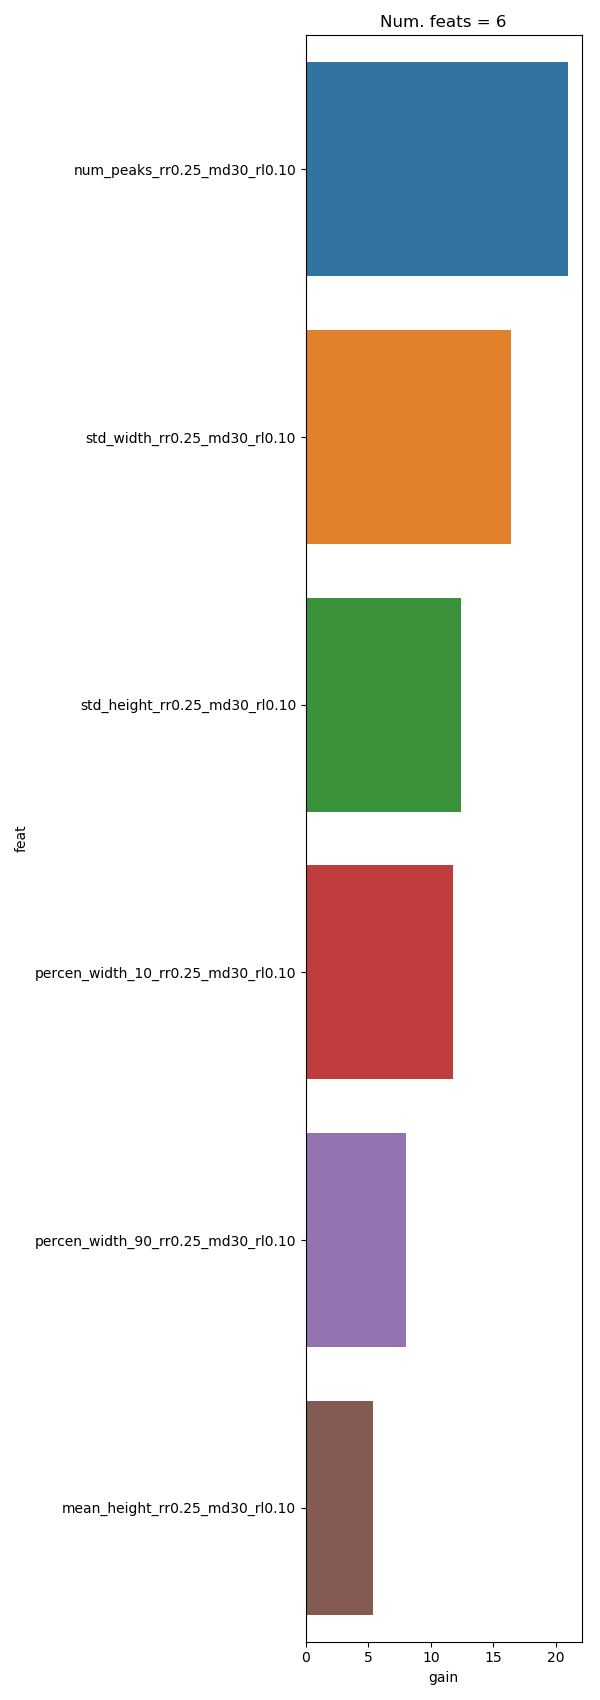 Num. feats = 6
num_peaks_rr0.25_md30_rl0.10
std_width_rr0.25_md30_rl0.10
std_height_rr0.25_md30_rl0.10
feat
percen_width_10_rr0.25_md30_rl0.10
percen_width_90_rr0.25_md30_rl0.10
mean_height_rr0.25_md30_rl0.10
0 5 10 15 20
gain